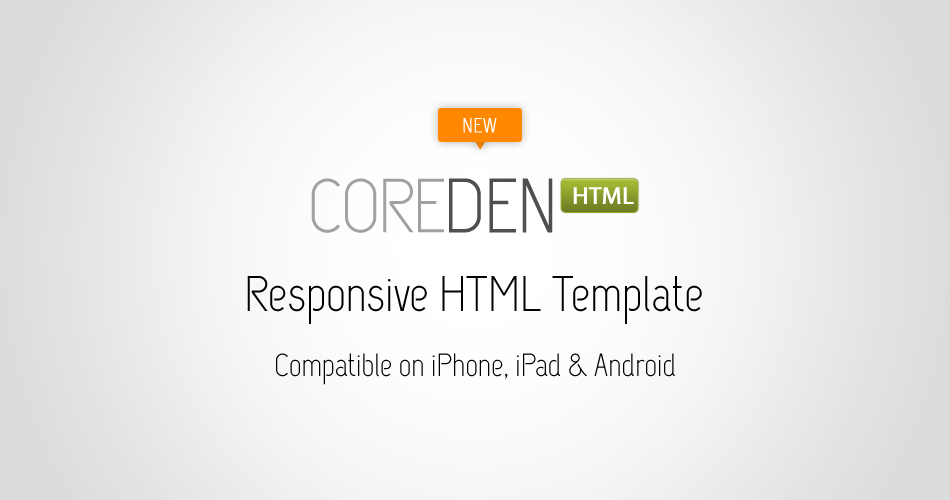 NEW
COREDEN HTML
Responsive HTML Template
Compatible on iPhone, iPad & Android